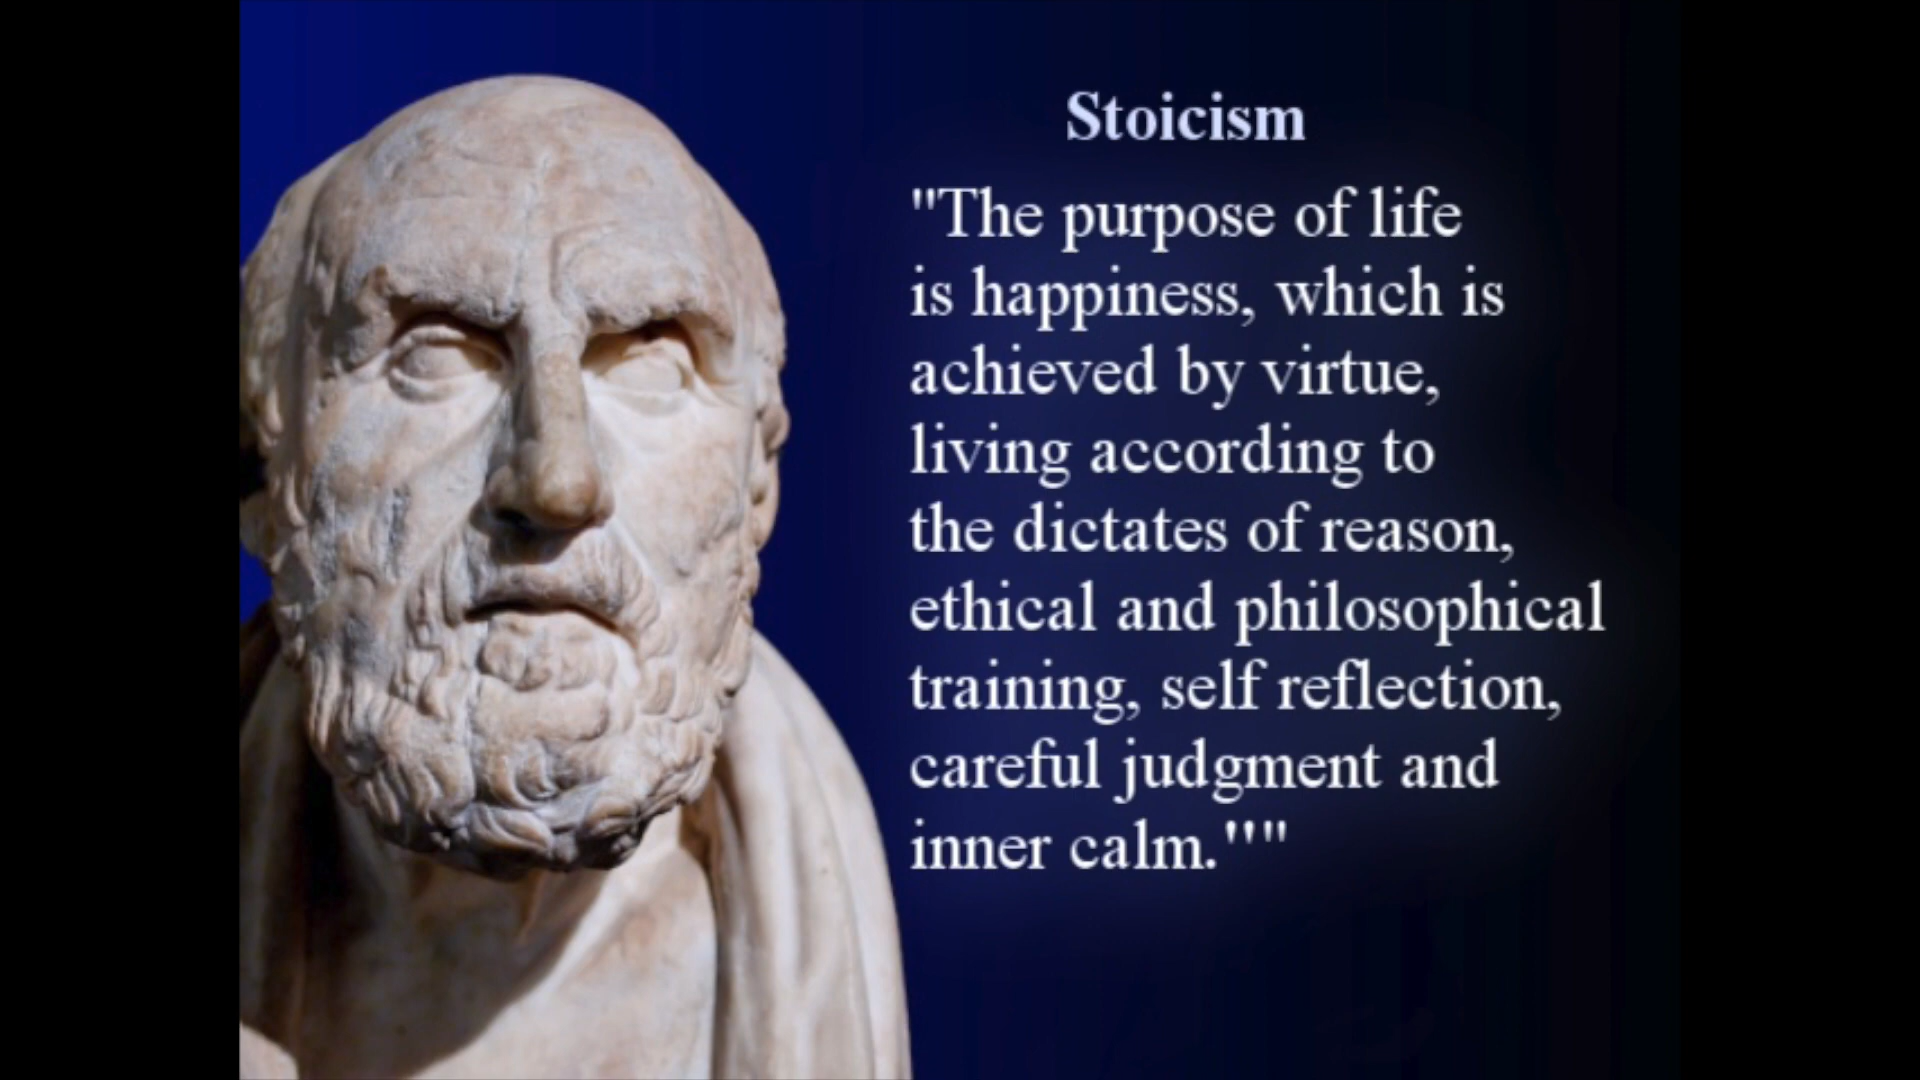 Stoicism
"The purpose of life
is happiness, which is
achieved by virtue,
living according to
the dictates of reason,
ethical and philosophical
training, self reflection,
careful judgment and
inner calm.'""